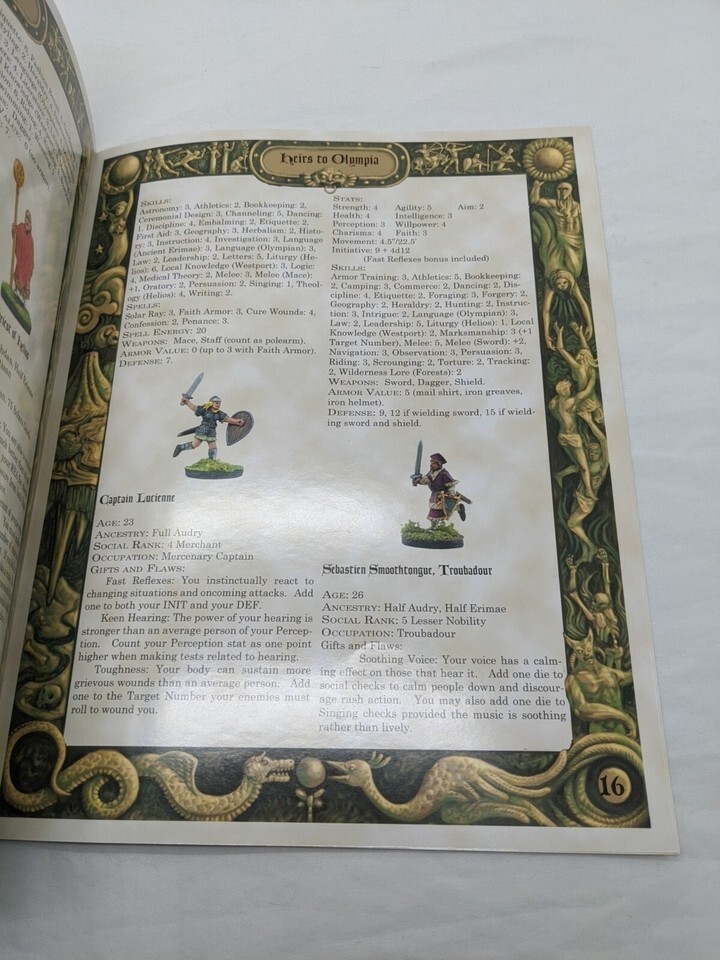 Heirs to Olympia
Skills:
Astronomy: 3, Athletics: 2, Bookkeeping: 2,
Ceremonial Design: 3, Channeling: 5, Dancing:
1, Discipline: 4, Embalming: 2, Etiquette: 2,
First Aid: 3, Geography: 3, Herbalism: 2, Histo-
ry: 3, Instruction: 4, Investigation: 3, Language
(Ancient Erimae): 3, Language (Olympian): 3,
Law: 2, Leadership: 2, Letters: 5, Liturgy (He-
lios): 6, Local Knowledge (Westport): 3, Logic:
4, Medical Theory: 2, Melee: 3, Melee (Mace):
+1, Oratory: 2, Persuasion: 2, Singing: 1, Theol-
ogy (Helios): 4, Writing: 2.
Spells:
Solar Ray: 3, Faith Armor: 3, Cure Wounds: 4,
Confession: 2, Penance: 3.
Spell Energy: 20
Weapons: Mace, Staff (count as polearm).
Armor Value: 0 (up to 3 with Faith Armor).
Defense: 7.
Captain Lucienne
Age: 23
Ancestry: Full Audry
Social Rank: 4 Merchant
Occupation: Mercenary Captain
Gifts and Flaws:
Fast Reflexes: You instinctually react to
changing situations and oncoming attacks. Add
one to both your INIT and your DEF.
Keen Hearing: The power of your hearing is
stronger than an average person of your Percep-
tion. Count your Perception stat as one point
higher when making tests related to hearing.
Toughness: Your body can sustain more
grievous wounds than an average person. Add
one to the Target Number your enemies must
roll to wound you.
Stats:
Strength: 4 Agility: 5 Aim: 2
Health: 4 Intelligence: 3
Perception: 3 Willpower: 4
Charisma: 4 Faith: 3
Movement: 4.5"/22.5'
Initiative: 9 + 4d12
(Fast Reflexes bonus included)
Skills:
Armor Training: 3, Athletics: 5, Bookkeeping:
2, Camping: 3, Commerce: 2, Dancing: 2, Dis-
cipline: 4, Etiquette: 2, Foraging: 3, Forgery: 2,
Geography: 2, Heraldry: 2, Hunting: 2, Instruc-
tion: 3, Intrigue: 2, Language (Olympian): 3,
Law: 2, Leadership: 5, Liturgy (Helios): 1, Local
Knowledge (Westport): 2, Marksmanship: 3 (+1
Target Number), Melee: 5, Melee (Sword): +2,
Navigation: 3, Observation: 3, Persuasion: 3,
Riding: 3, Scrounging: 2, Torture: 2, Tracking:
2, Wilderness Lore (Forests): 2
Weapons: Sword, Dagger, Shield.
Armor Value: 5 (mail shirt, iron greaves,
iron helmet).
Defense: 9, 12 if wielding sword, 15 if wield-
ing sword and shield.
Sebastien Smoothtongue, Troubadour
Age: 26
Ancestry: Half Audry, Half Erimae
Social Rank: 5 Lesser Nobility
Occupation: Troubadour
Gifts and Flaws:
Soothing Voice: Your voice has a calm-
ing effect on those that hear it. Add one die to
social checks to calm people down and discour-
age rash action. You may also add one die to
Singing checks provided the music is soothing
rather than lively.
16